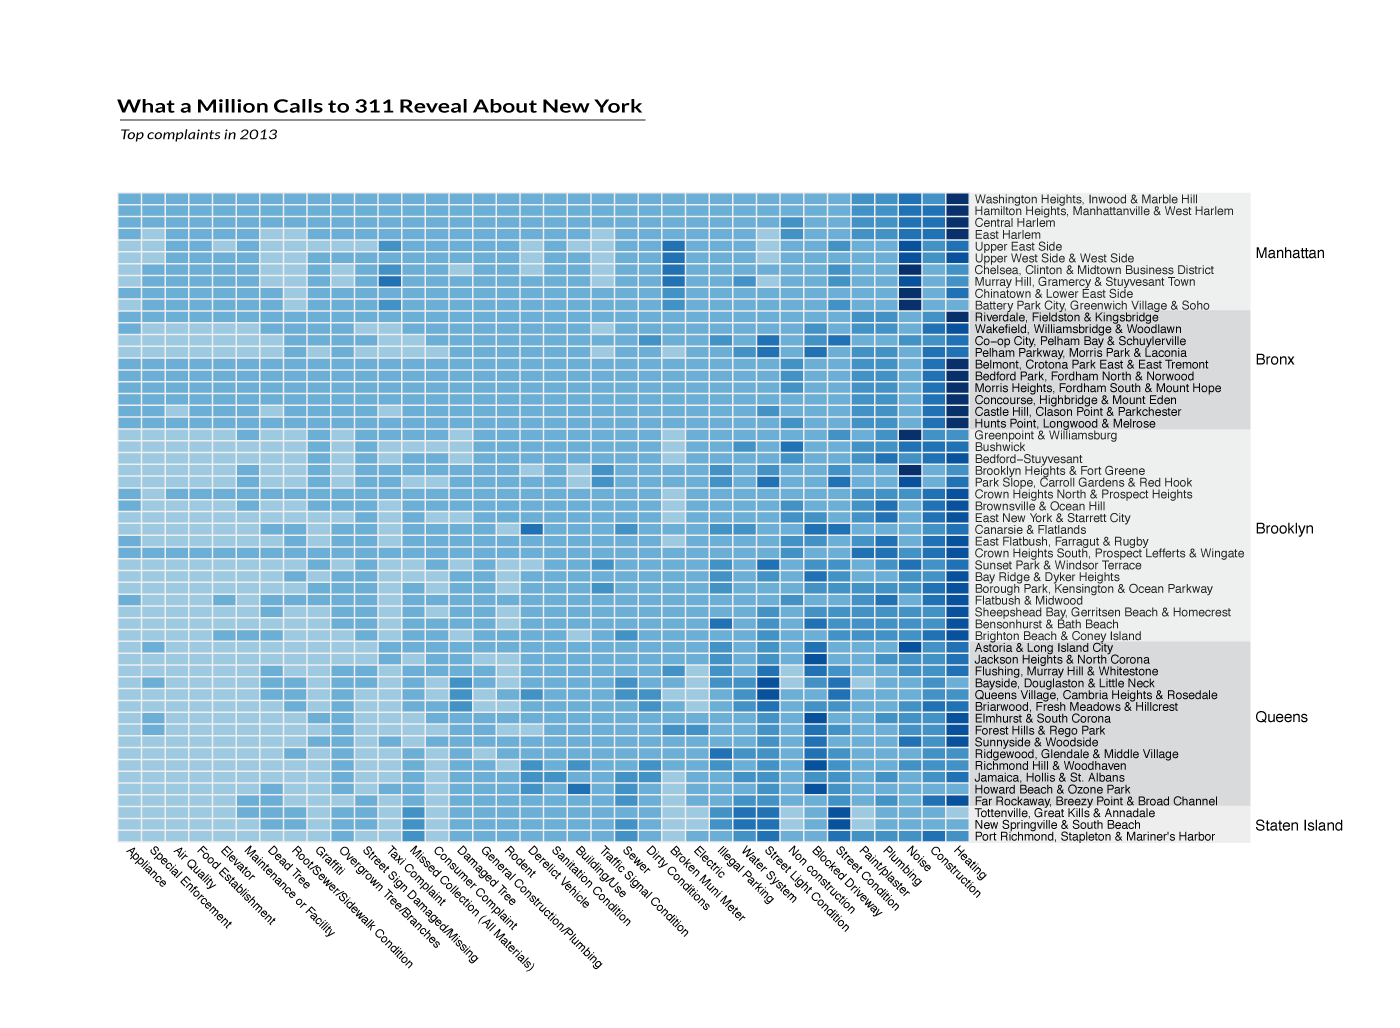 What a Million Calls to 311 Reveal About New York
Top complaints in 2013
Washington Heights, Inwood & Marble Hill
Hamilton Heights, Manhattanville & West Harlem
Central Harlem
East Harlem
Upper East Side
Upper West Side & West Side
Chelsea, Clinton & Midtown Business District
Murray Hill, Gramercy & Stuyvesant Town
Chinatown & Lower East Side
Battery Park City, Greenwich Village & Soho
Manhattan
Riverdale, Fieldston & Kingsbridge
Wakefield, Williamsbridge & Woodlawn
Co-op City, Pelham Bay & Schuylerville
Pelham Parkway, Morris Park & Laconia
Belmont, Crotona Park East & East Tremont
Bedford Park, Fordham North & Norwood
Morris Heights, Fordham South & Mount Hope
Concourse, Highbridge & Mount Eden
Castle Hill, Clason Point & Parkchester
Hunts Point, Longwood & Melrose
Bronx
Greenpoint & Williamsburg
Bushwick
Bedford-Stuyvesant
Brooklyn Heights & Fort Greene
Park Slope, Carroll Gardens & Red Hook
Crown Heights North & Prospect Heights
Brownsville & Ocean Hill
East New York & Starrett City
Canarsie & Flatlands
East Flatbush, Farragut & Rugby
Crown Heights South, Prospect Lefferts & Wingate
Sunset Park & Windsor Terrace
Bay Ridge & Dyker Heights
Borough Park, Kensington & Ocean Parkway
Flatbush & Midwood
Sheepshead Bay, Gerritsen Beach & Homecrest
Bensonhurst & Bath Beach
Brighton Beach & Coney Island
Brooklyn
Astoria & Long Island City
Jackson Heights & North Corona
Flushing, Murray Hill & Whitestone
Bayside, Douglaston & Little Neck
Queens Village, Cambria Heights & Rosedale
Briarwood, Fresh Meadows & Hillcrest
Elmhurst & South Corona
Forest Hills & Rego Park
Sunnyside & Woodside
Ridgewood, Glendale & Middle Village
Richmond Hill & Woodhaven
Jamaica, Hollis & St. Albans
Howard Beach & Ozone Park
Far Rockaway, Breezy Point & Broad Channel
Queens
Tottenville, Great Kills & Annadale
New Springville & South Beach
Port Richmond, Stapleton & Mariner's Harbor
Staten Island
Appliance
Special Enforcement
Air Quality
Food Establishment
Elevator
Maintenance or Facility
Dead Tree
Root/Sewer/Sidewalk Condition
Graffiti
Overgrown Tree/Branches
Street Sign Damaged/Missing
Taxi Complaint
Missed Collection (All Materials)
Consumer Complaint
Damaged Tree
General Construction/Plumbing
Rodent
Derelict Vehicle
Sanitation Condition
Building/Use
Traffic Signal Condition
Sewer
Dirty Conditions
Broken Muni Meter
Electric
Illegal Parking
Water System
Street Light Condition
Non construction
Blocked Driveway
Street Condition
Paint/plaster
Plumbing
Noise
Construction
Heating